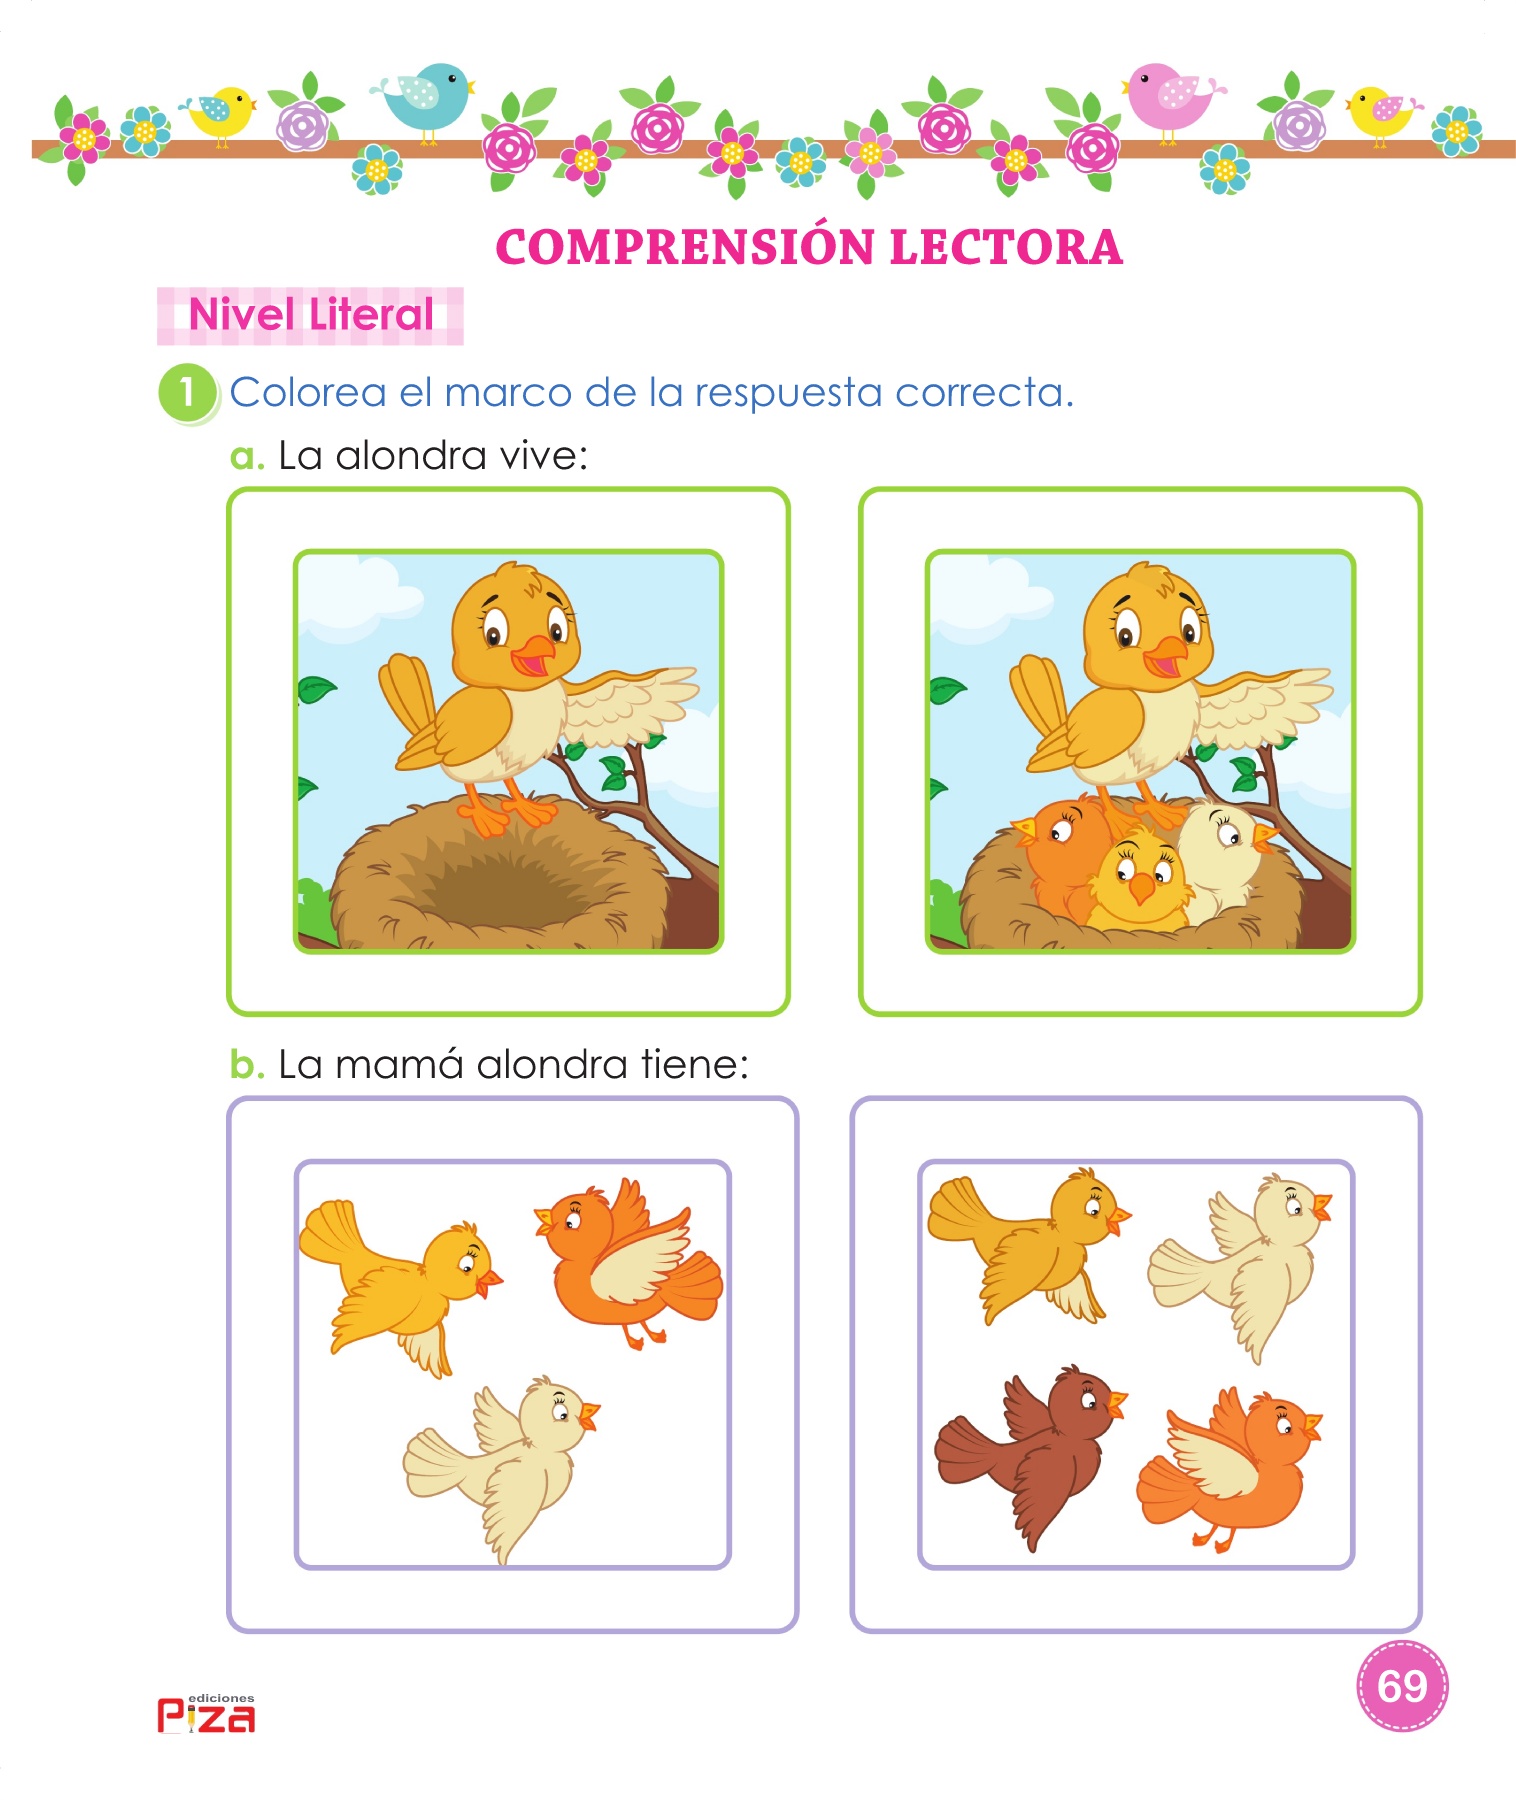 COMPRENSIÓN LECTORA
Nivel Literal
1 Colorea el marco de la respuesta correcta.
a. La alondra vive:
b. La mamá alondra tiene:
69
ediciones
Piza